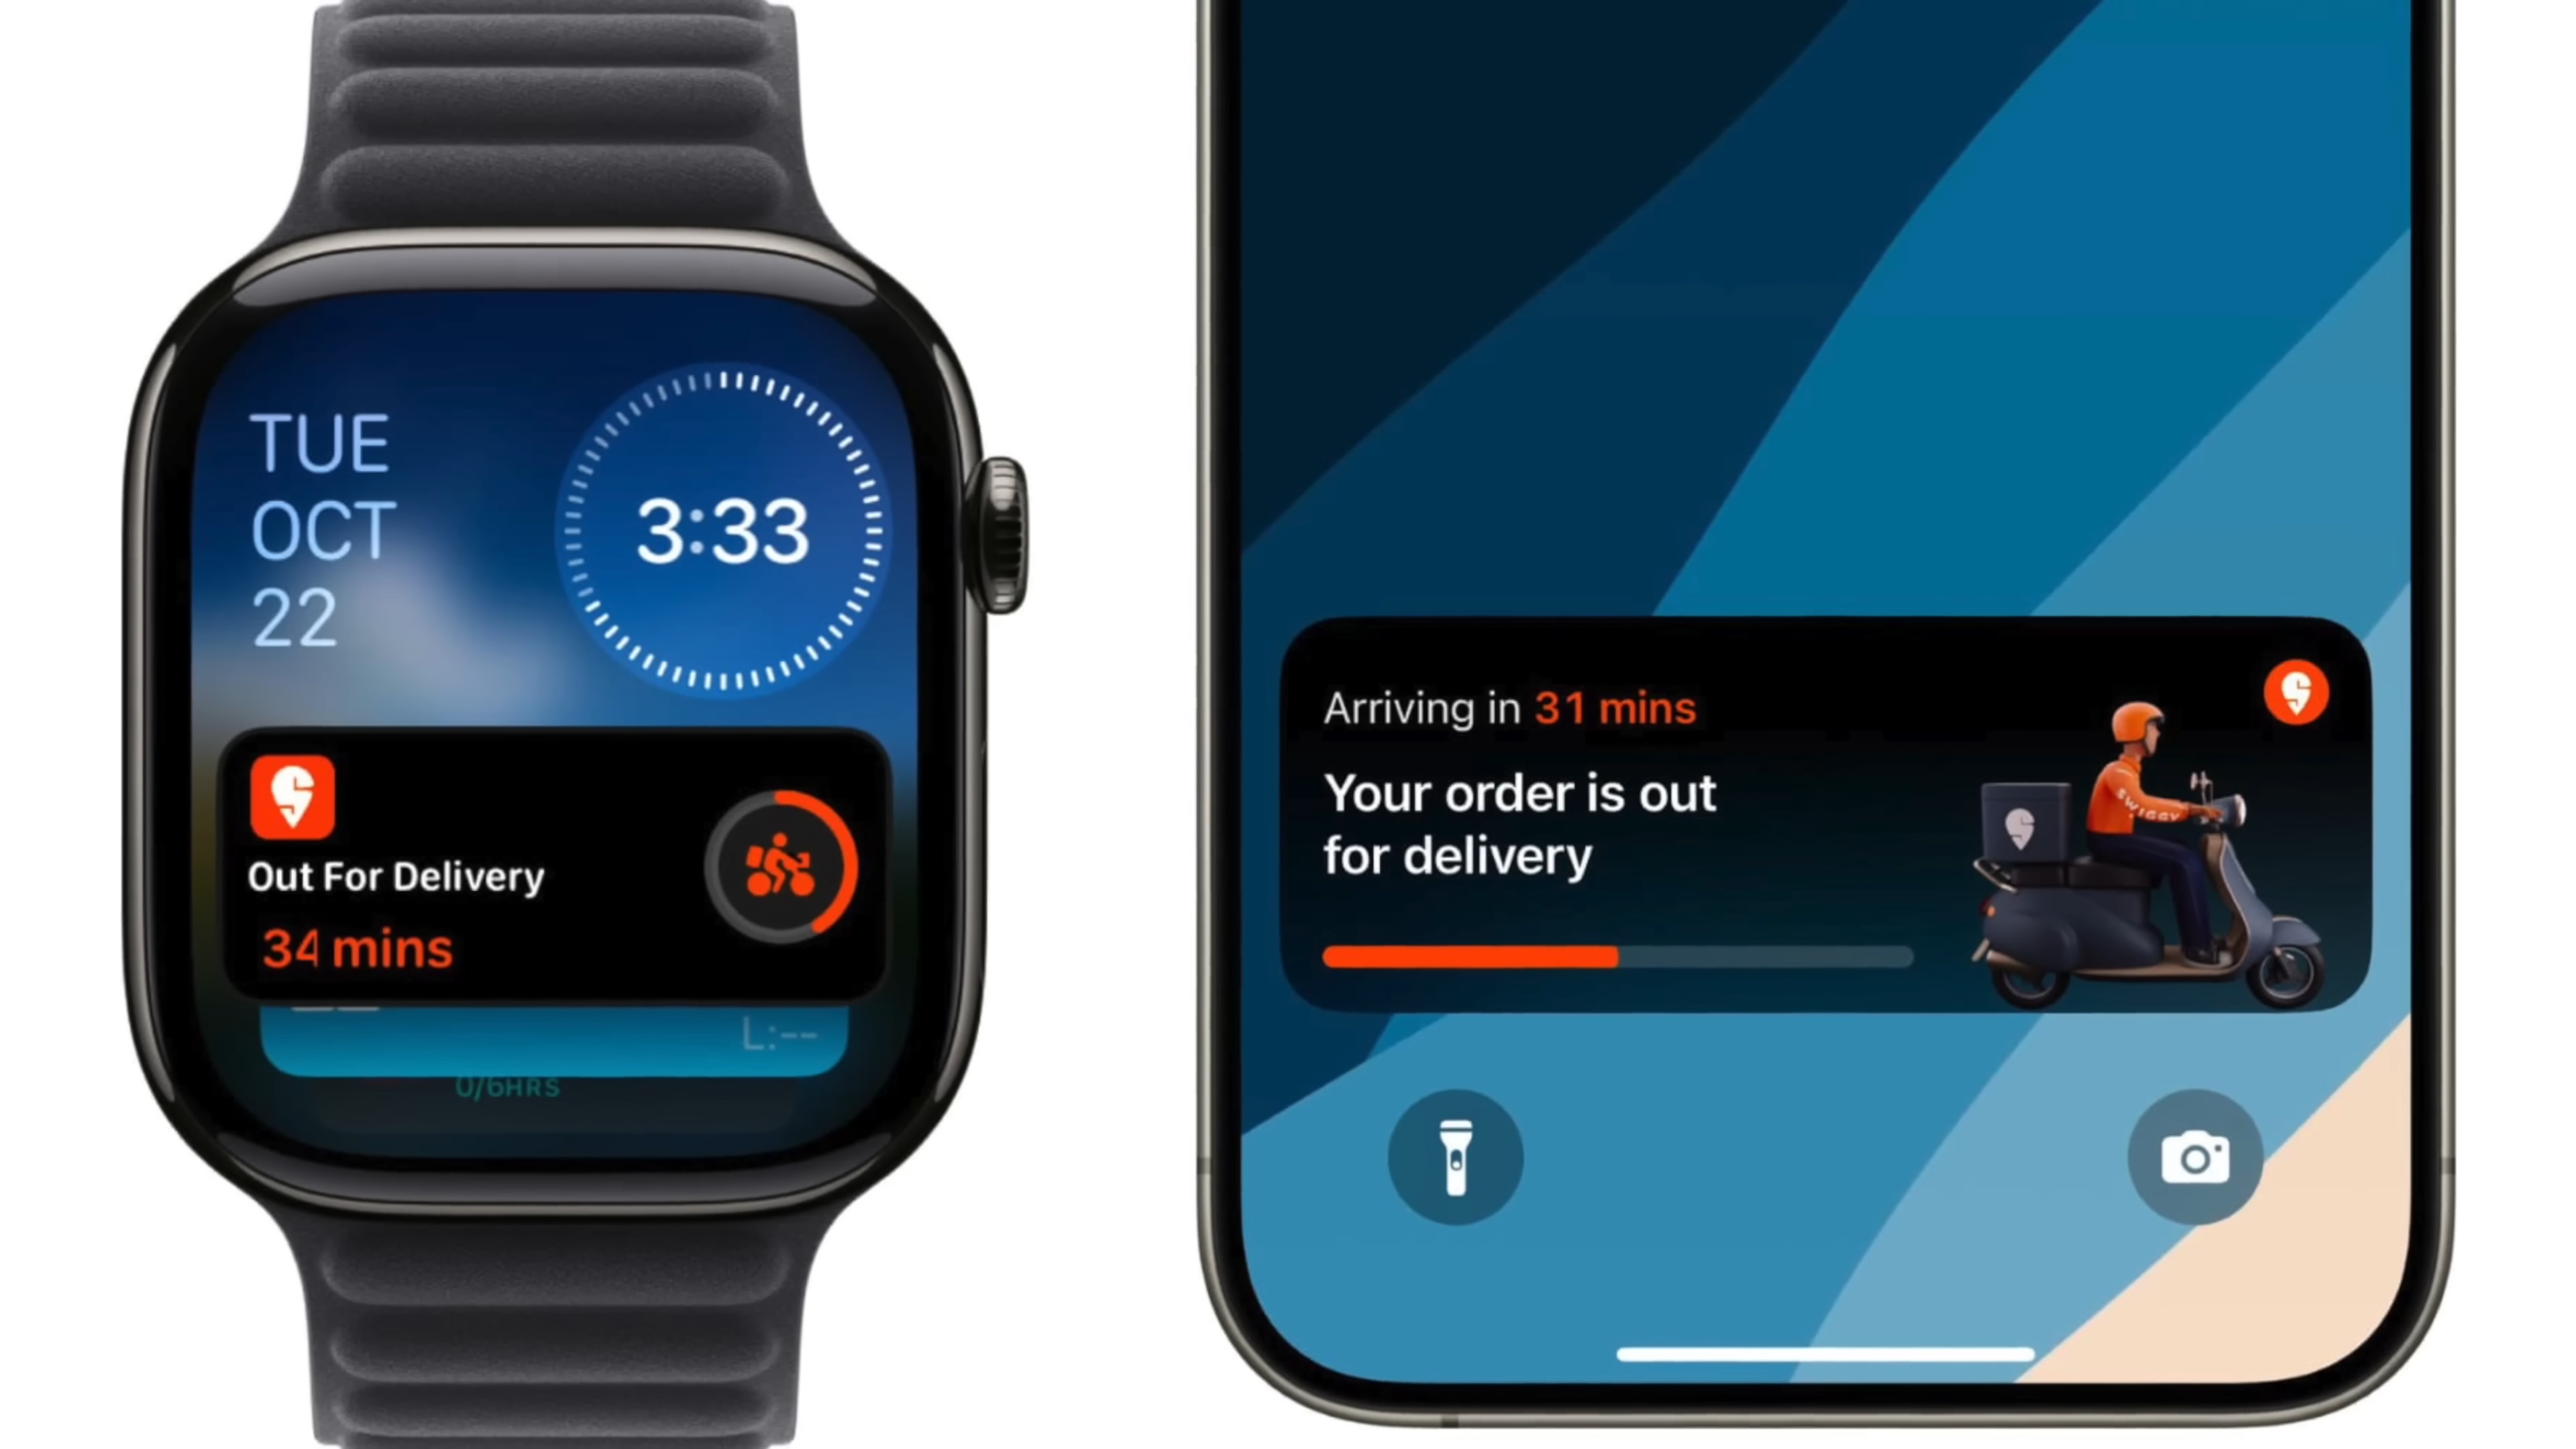 TUE
OCT
22
3:33
Out For Delivery
34 mins
L:--
0/6HRS
Arriving in 31 mins
Your order is out
for delivery
SWIGGY